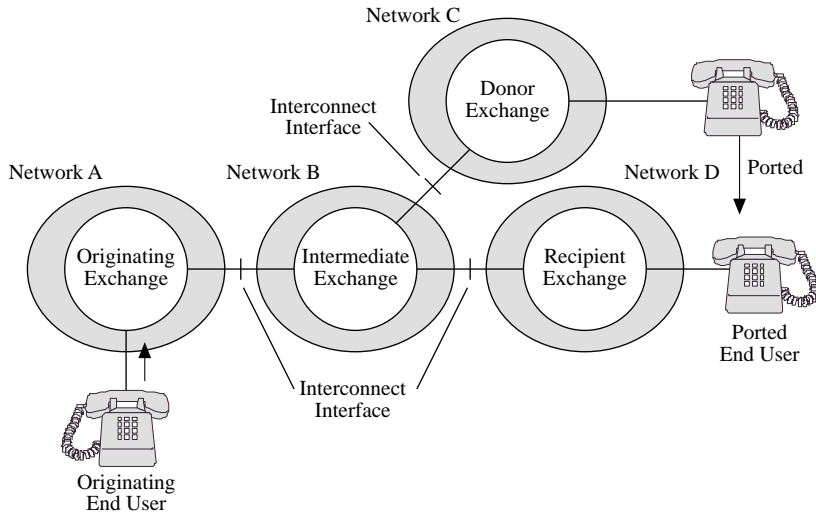 Network C
Donor
Exchange
Interconnect
Interface
Ported
Network A
Network B
Network D
Originating
Exchange
Intermediate
Exchange
Recipient
Exchange
Ported
End User
Interconnect
Interface
Originating
End User